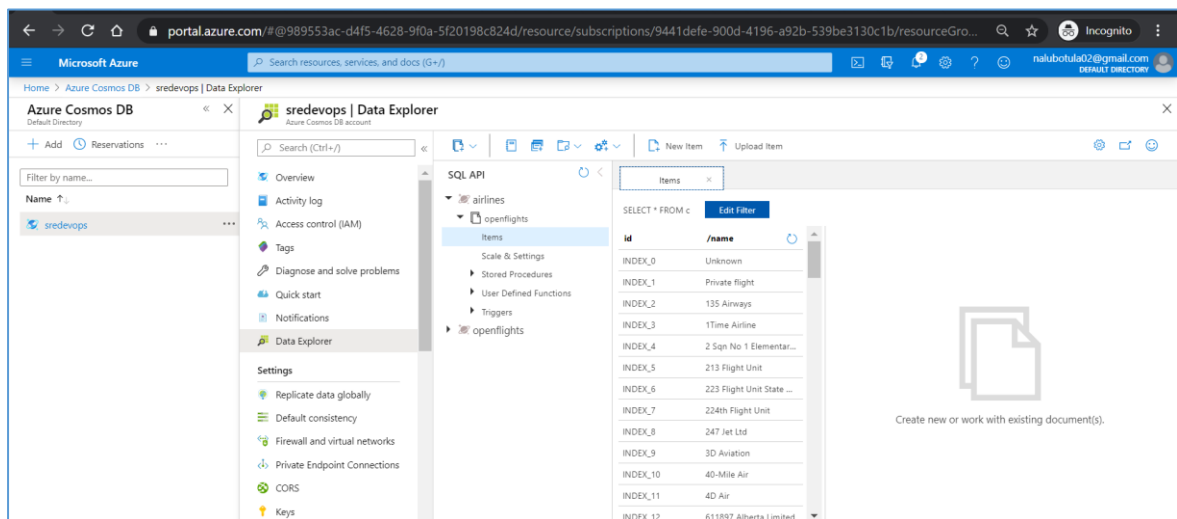 portal.azure.com/#@989553ac-d4f5-4628-9f0a-5f20198c824d/resource/subscriptions/9441defe-900d-4196-a92b-539be3130c1b/resourceGro... Incognito
Microsoft Azure
Search resources, services, and docs (G+/)
2
nalubotula02@gmail.com
DEFAULT DIRECTORY
Home > Azure Cosmos DB > sredevops | Data Explorer
Azure Cosmos DB
Default Directory
Add Reservations ...
Filter by name...
Name
sredevops ...
sredevops | Data Explorer
Azure Cosmos DB account
Search (Ctrl+/)
Overview
Activity log
Access control (IAM)
Tags
Diagnose and solve problems
Quick start
Notifications
Data Explorer
Settings
Replicate data globally
Default consistency
Firewall and virtual networks
Private Endpoint Connections
CORS
Keys
New Item Upload Item
SQL API
airlines
openflights
Items
Scale & Settings
Stored Procedures
User Defined Functions
Triggers
openflights
Items
SELECT * FROM c Edit Filter
id /name
INDEX_0 Unknown
INDEX_1 Private flight
INDEX_2 135 Airways
INDEX_3 1Time Airline
INDEX_4 2 Sqn No 1 Elementar...
INDEX_5 213 Flight Unit
INDEX_6 223 Flight Unit State ...
INDEX_7 224th Flight Unit
INDEX_8 247 Jet Ltd
INDEX_9 3D Aviation
INDEX_10 40-Mile Air
INDEX_11 4D Air
INDEX_12 611897 Alberta Limited
Create new or work with existing document(s).